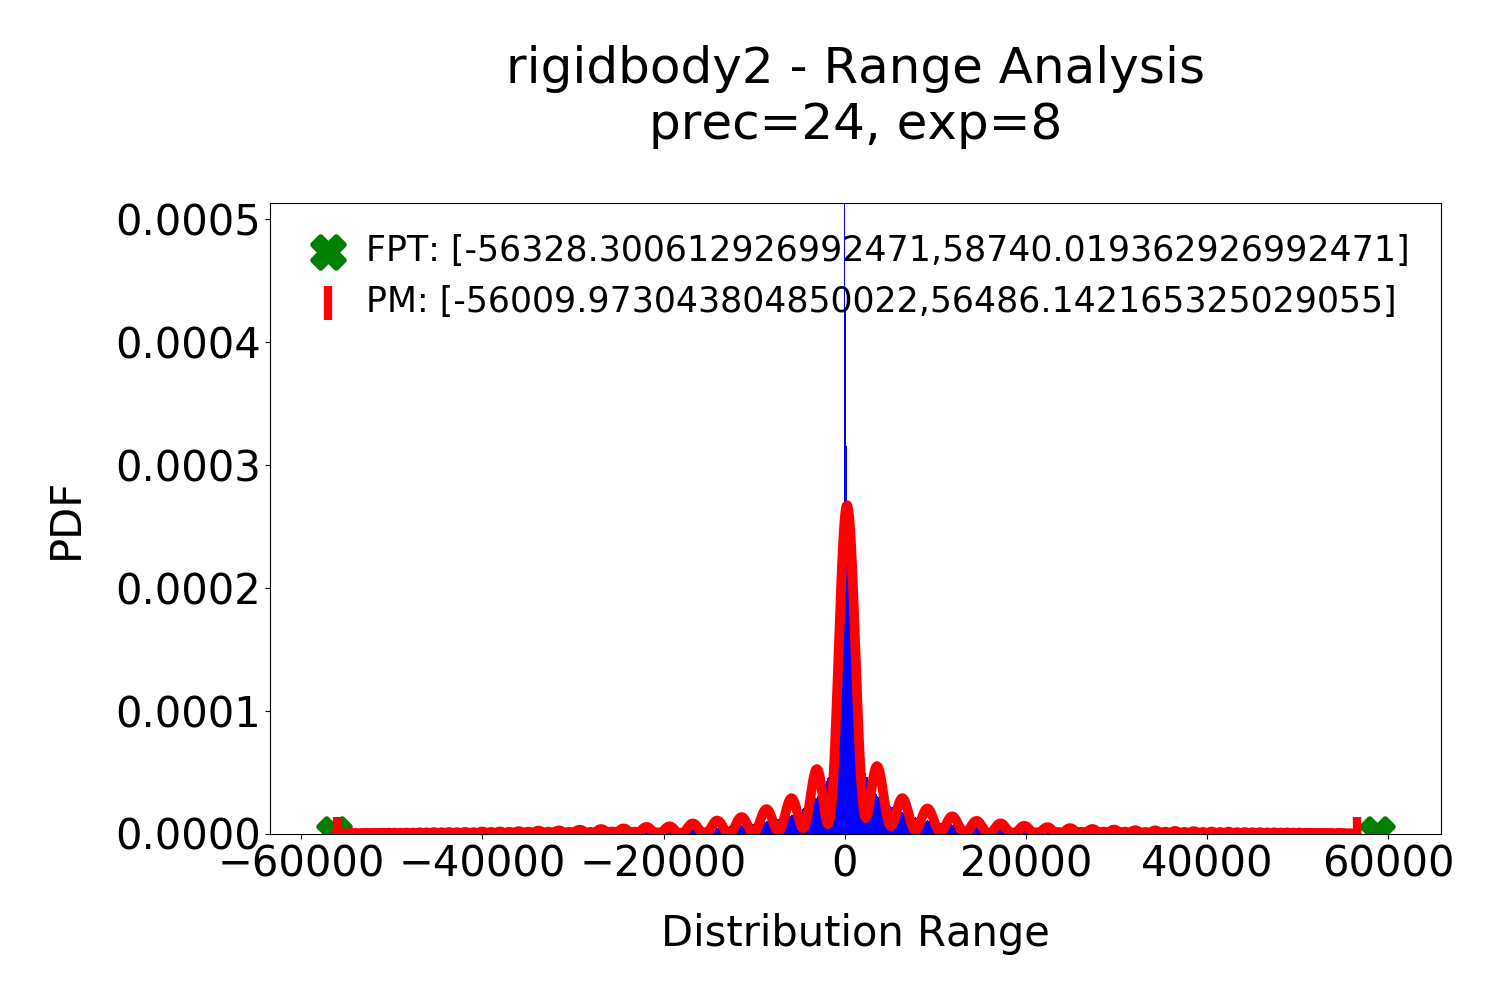 rigidbody2 - Range Analysis
prec=24, exp=8
0.0005
FPT: [-56328.300612926992471,58740.019362926992471]
PM: [-56009.973043804850022,56486.142165325029055]
0.0004
0.0003
PDF
0.0002
0.0001
0.0000
−60000 −40000 −20000 0 20000 40000 60000
Distribution Range